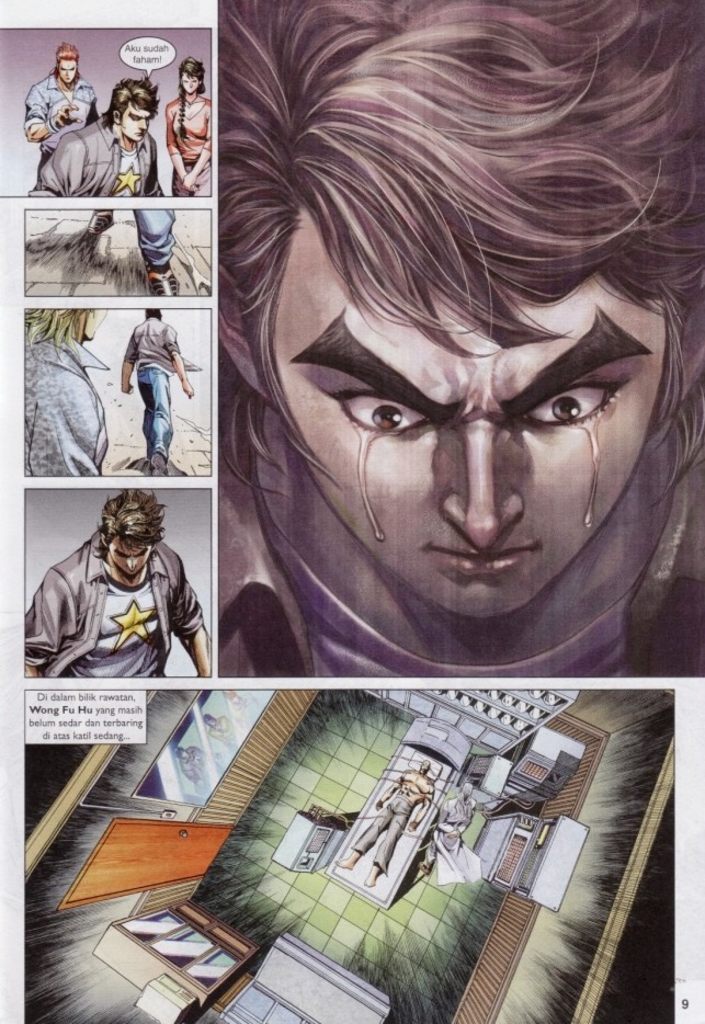 Aku sudah
faham!
Di dalam bilik rawatan,
Wong Fu Hu yang masih
belum sedar dan terbaring
di atas katil sedang...
9